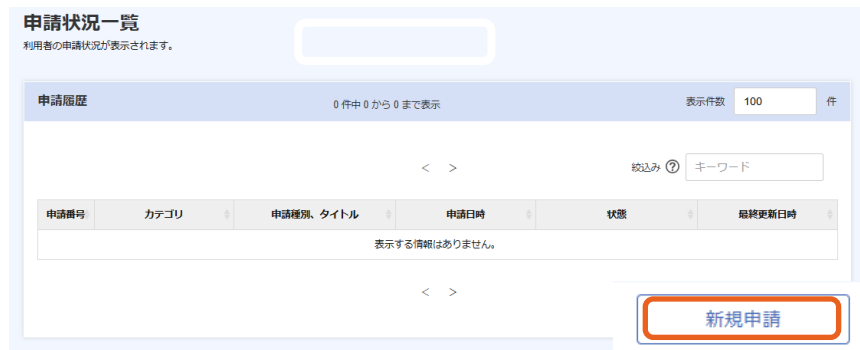 申請状況一覧
利用者の申請状況が表示されます。
申請履歴 0 件中 0 から 0 まで表示 表示件数 100 件
< > 絞込み ? キーワード
申請番号 カテゴリ 申請種別、タイトル 申請日時 状態 最終更新日時
表示する情報はありません。
< >
新規申請